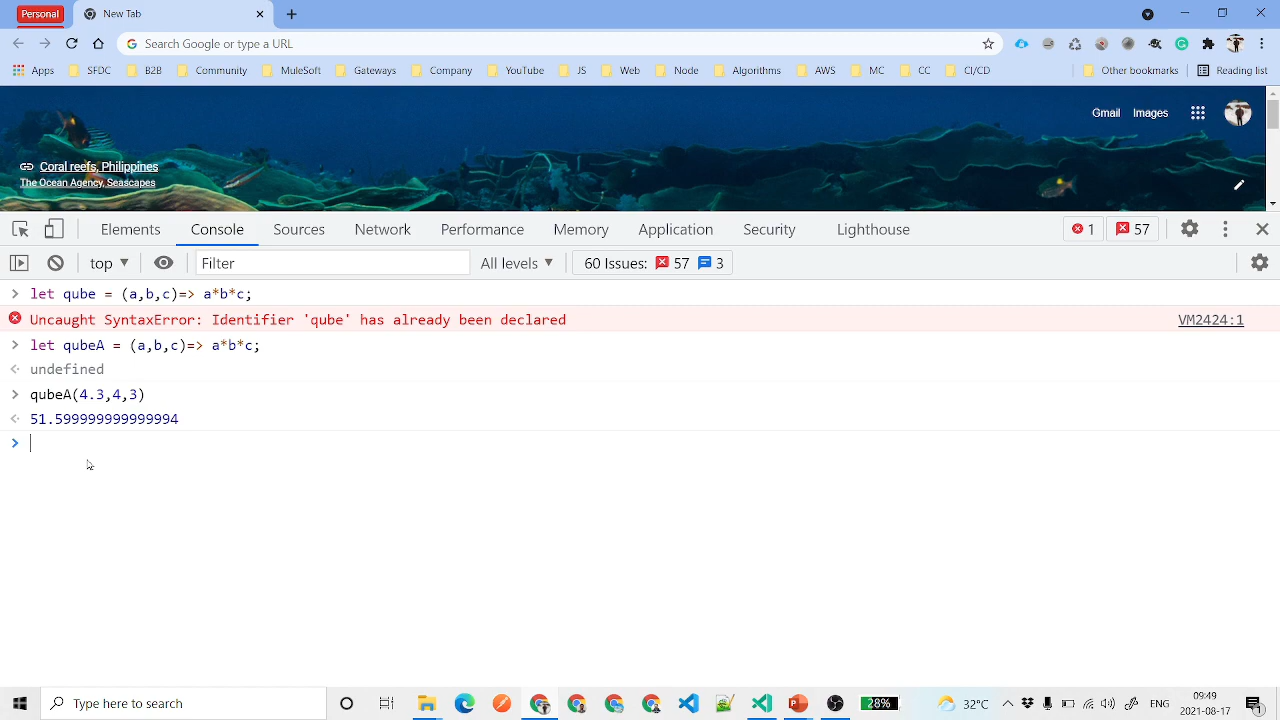 Personal
New Tab
Search Google or type a URL
Apps SFDC B2B Community MuleSoft Gateways Company YouTube JS Web Node Algorithms AWS MC CC CI/CD Other bookmarks Reading list
Gmail Images
Coral reefs, Philippines
The Ocean Agency, Seascapes
Elements Console Sources Network Performance Memory Application Security Lighthouse 1 57
top Filter All levels 60 Issues: 57 3
let qube = (a,b,c)=> a*b*c;
Uncaught SyntaxError: Identifier 'qube' has already been declared VM2424:1
let qubeA = (a,b,c)=> a*b*c;
undefined
qubeA(4.3,4,3)
51.599999999999994
Type here to search 28% 32°C ENG 09:49
2021-08-17